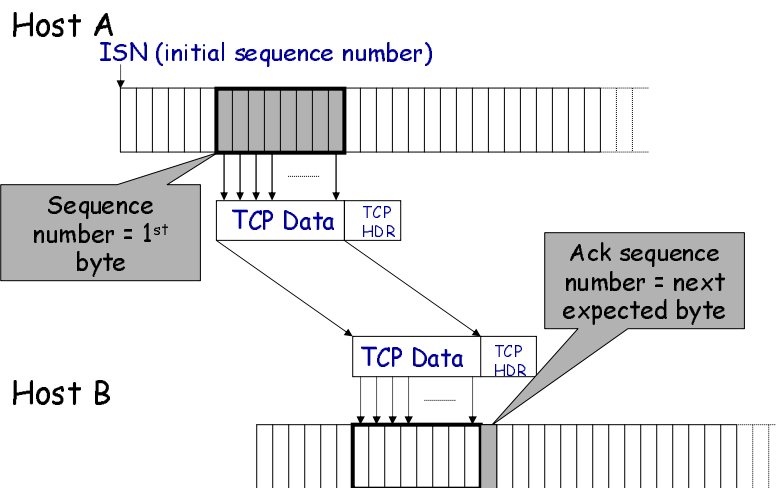 Host A
ISN (initial sequence number)
Sequence
number = 1st
byte
TCP Data
TCP
HDR
Ack sequence
number = next
expected byte
TCP Data
TCP
HDR
Host B